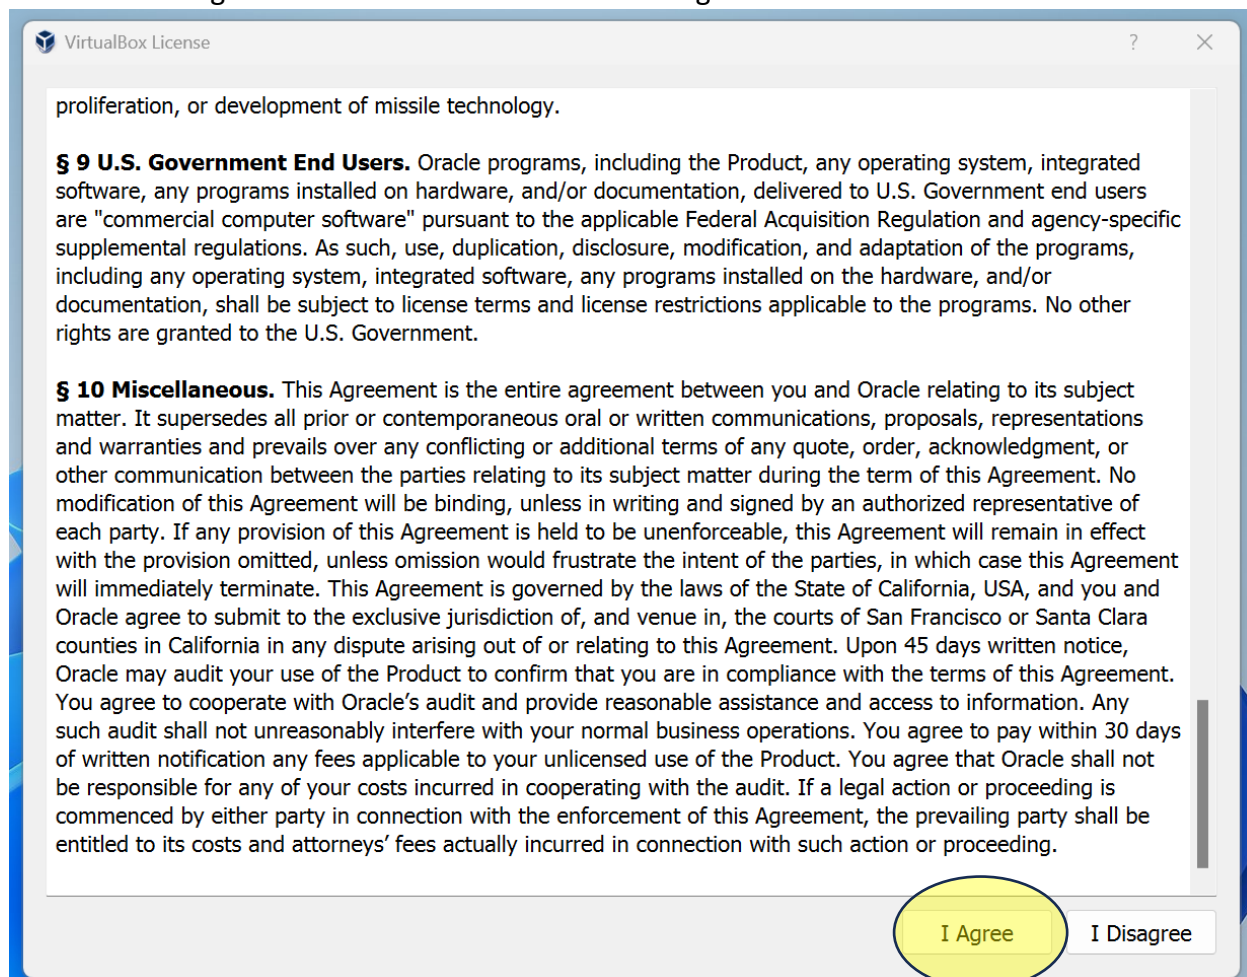 VirtualBox License
?
proliferation, or development of missile technology.
§ 9 U.S. Government End Users. Oracle programs, including the Product, any operating system, integrated
software, any programs installed on hardware, and/or documentation, delivered to U.S. Government end users
are "commercial computer software" pursuant to the applicable Federal Acquisition Regulation and agency-specific
supplemental regulations. As such, use, duplication, disclosure, modification, and adaptation of the programs,
including any operating system, integrated software, any programs installed on the hardware, and/or
documentation, shall be subject to license terms and license restrictions applicable to the programs. No other
rights are granted to the U.S. Government.
§ 10 Miscellaneous. This Agreement is the entire agreement between you and Oracle relating to its subject
matter. It supersedes all prior or contemporaneous oral or written communications, proposals, representations
and warranties and prevails over any conflicting or additional terms of any quote, order, acknowledgment, or
other communication between the parties relating to its subject matter during the term of this Agreement. No
modification of this Agreement will be binding, unless in writing and signed by an authorized representative of
each party. If any provision of this Agreement is held to be unenforceable, this Agreement will remain in effect
with the provision omitted, unless omission would frustrate the intent of the parties, in which case this Agreement
will immediately terminate. This Agreement is governed by the laws of the State of California, USA, and you and
Oracle agree to submit to the exclusive jurisdiction of, and venue in, the courts of San Francisco or Santa Clara
counties in California in any dispute arising out of or relating to this Agreement. Upon 45 days written notice,
Oracle may audit your use of the Product to confirm that you are in compliance with the terms of this Agreement.
You agree to cooperate with Oracle’s audit and provide reasonable assistance and access to information. Any
such audit shall not unreasonably interfere with your normal business operations. You agree to pay within 30 days
of written notification any fees applicable to your unlicensed use of the Product. You agree that Oracle shall not
be responsible for any of your costs incurred in cooperating with the audit. If a legal action or proceeding is
commenced by either party in connection with the enforcement of this Agreement, the prevailing party shall be
entitled to its costs and attorneys’ fees actually incurred in connection with such action or proceeding.
I Agree
I Disagree